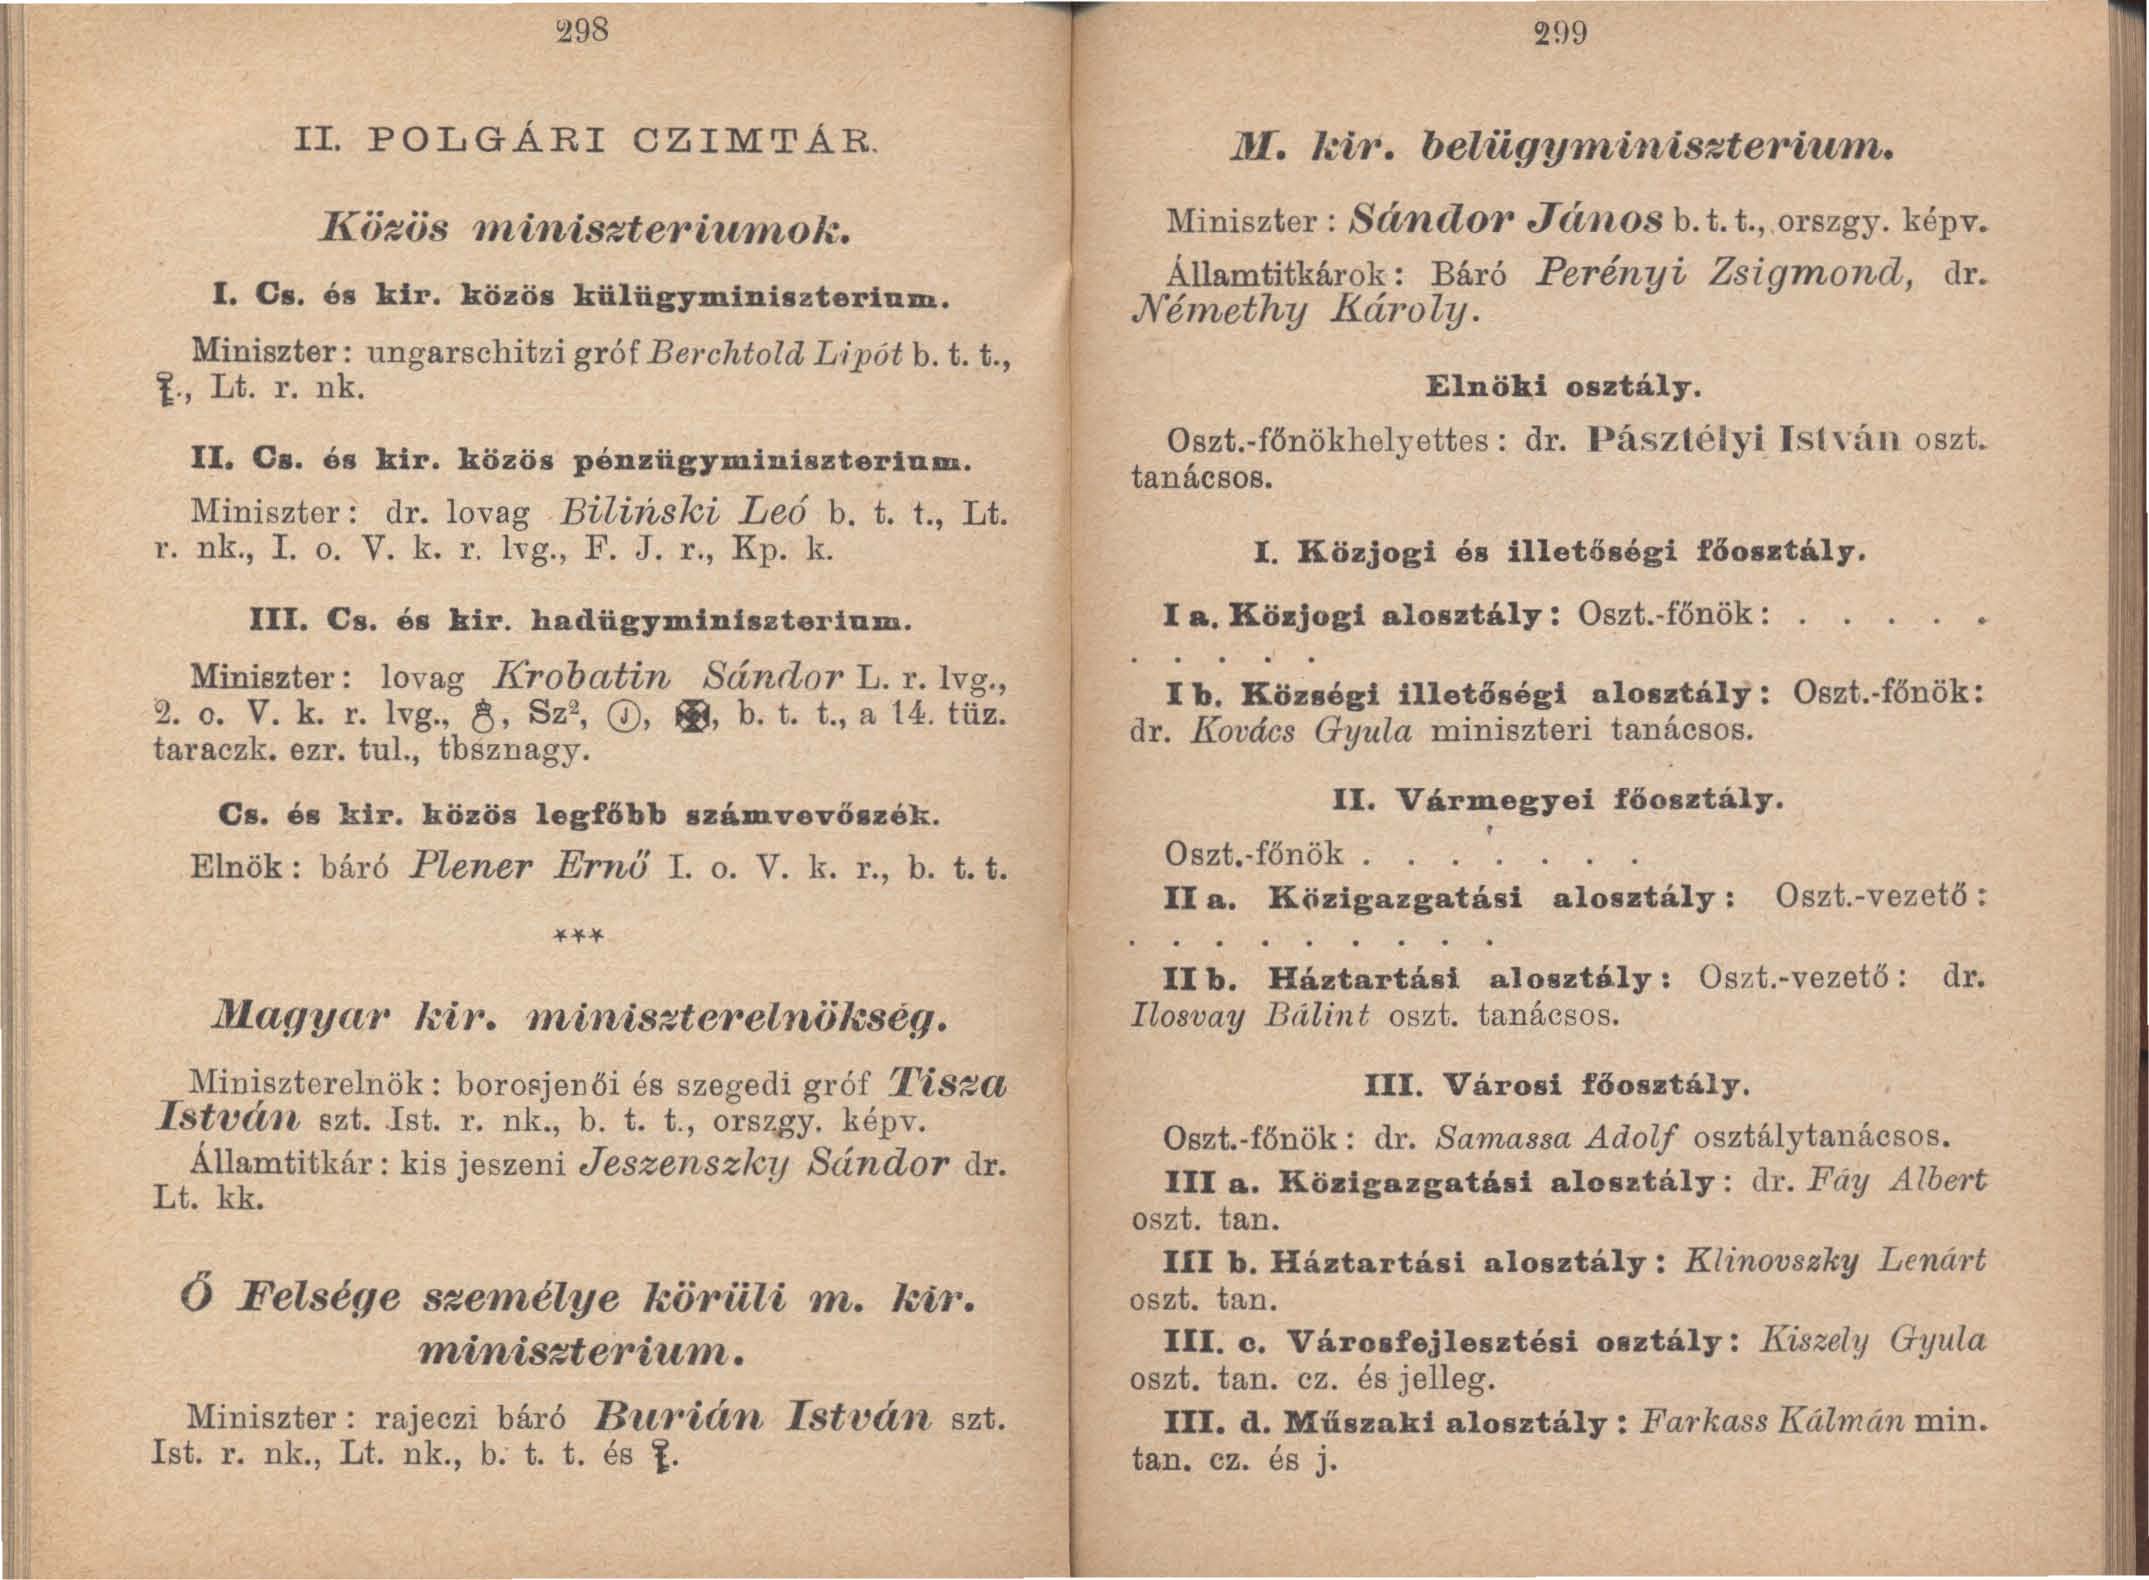 298
II. POLGÁRI CZIMTÁR.
Közös miniszteriumok.
I. Cs. és kir. közös külügyminiszterium.
Miniszter: ungarschitzi gróf Berchtold Lipót b. t. t.,
., Lt. r. nk.
II. Cs. és kir. közös pénzügyminiszterium.
Miniszter: dr. lovag Biliński Leó b. t. t., Lt.
r. nk., I. o. V. k. r. lvg., F. J. r., Kp. k.
III. Cs. és kir. hadügyminiszterium.
Miniszter: lovag Krobatin Sándor L. r. lvg.,
2. o. V. k. r. lvg., , Sz², Ⓙ, , b. t. t., a 14. tüz.
taraczk. ezr. tul., tbsznagy.
Cs. és kir. közös legfőbb számvevőszék.
Elnök: báró Plener Ernő I. o. V. k. r., b. t. t.
***
Magyar kir. miniszterelnökség.
Miniszterelnök: borosjenői és szegedi gróf Tisza
István szt. Ist. r. nk., b. t. t., orszgy. képv.
Államtitkár: kis jeszeni Jeszenszky Sándor dr.
Lt. kk.
Ő Felsége személye körüli m. kir.
miniszterium.
Miniszter: rajeczi báró Burián István szt.
Ist. r. nk., Lt. nk., b. t. t. és .
299
M. kir. belügyminiszterium.
Miniszter: Sándor János b. t. t., orszgy. képv.
Államtitkárok: Báró Perényi Zsigmond, dr.
Némethy Károly.
Elnöki osztály.
Oszt.-főnökhelyettes: dr. Pásztélyi István oszt.
tanácsos.
I. Közjogi és illetőségi főosztály.
I a. Közjogi alosztály: Oszt.-főnök: . . . . .
. . . . .
I b. Községi illetőségi alosztály: Oszt.-főnök:
dr. Kovács Gyula miniszteri tanácsos.
II. Vármegyei főosztály.
Oszt.-főnök . . . . . . .
II a. Közigazgatási alosztály: Oszt.-vezető:
. . . . . . . . .
II b. Háztartási alosztály: Oszt.-vezető: dr.
Ilosvay Bálint oszt. tanácsos.
III. Városi főosztály.
Oszt.-főnök: dr. Samassa Adolf osztálytanácsos.
III a. Közigazgatási alosztály: dr. Fáy Albert
oszt. tan.
III b. Háztartási alosztály: Klinovszky Lenárt
oszt. tan.
III. c. Városfejlesztési osztály: Kiszely Gyula
oszt. tan. cz. és jelleg.
III. d. Műszaki alosztály: Farkass Kálmán min.
tan. cz. és j.